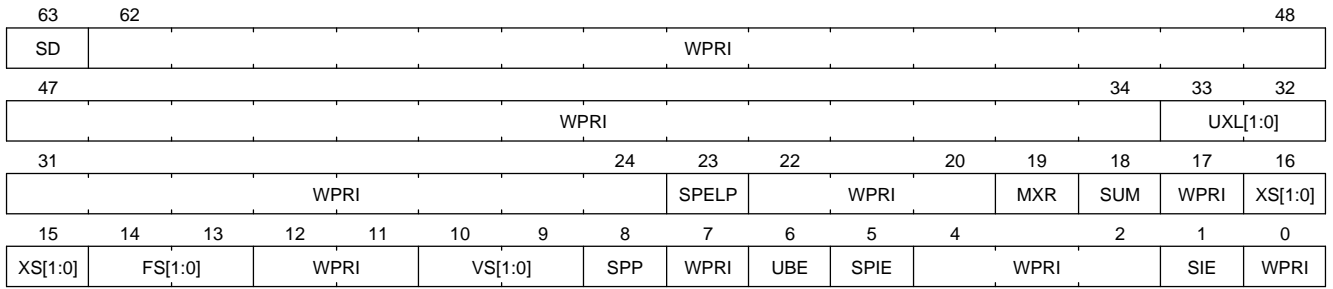 63 62 48
SD WPRI
47 34 33 32
WPRI UXL[1:0]
31 24 23 22 20 19 18 17 16
WPRI SPELP WPRI MXR SUM WPRI XS[1:0]
15 14 13 12 11 10 9 8 7 6 5 4 2 1 0
XS[1:0] FS[1:0] WPRI VS[1:0] SPP WPRI UBE SPIE WPRI SIE WPRI